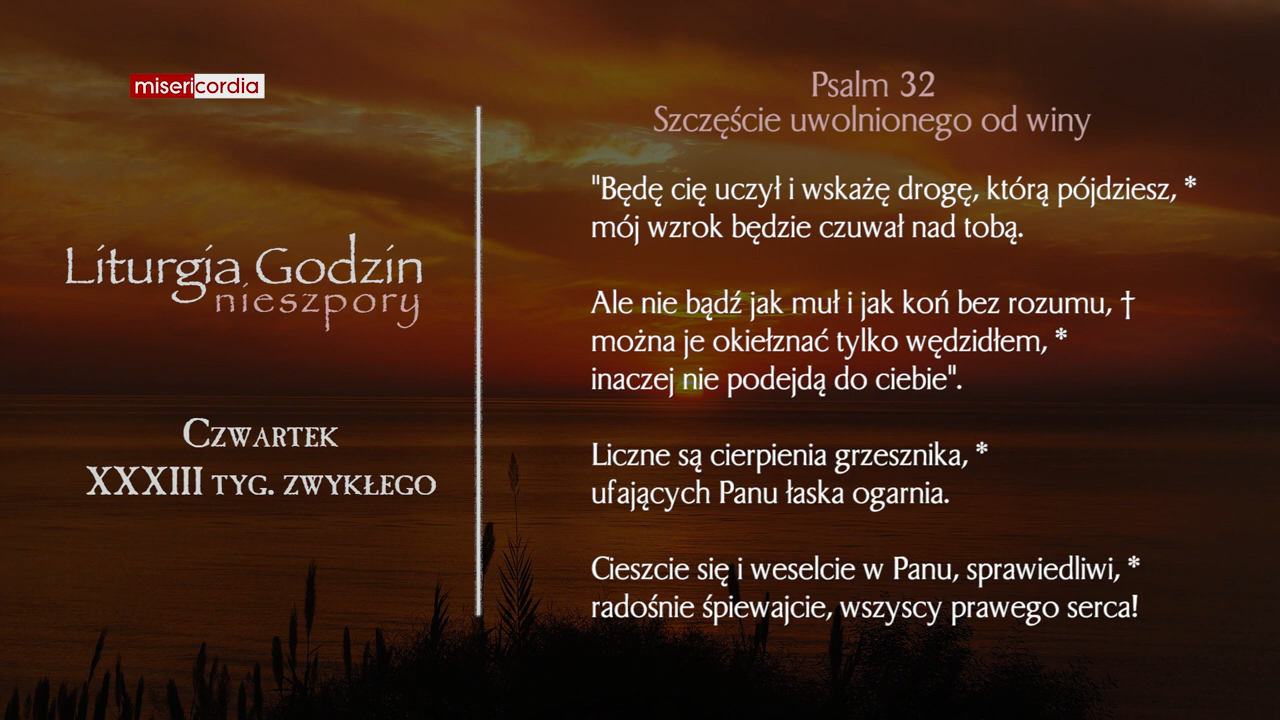 misericordia
Liturgia Godzin
nieszpory
Czwartek
XXXIII tyg. zwykłego
Psalm 32
Szczęście uwolnionego od winy
"Będę cię uczył i wskażę drogę, którą pójdziesz, *
mój wzrok będzie czuwał nad tobą.
Ale nie bądź jak muł i jak koń bez rozumu, †
można je okiełznać tylko wędzidłem, *
inaczej nie podejdą do ciebie".
Liczne są cierpienia grzesznika, *
ufających Panu łaska ogarnia.
Cieszcie się i weselcie w Panu, sprawiedliwi, *
radośnie śpiewajcie, wszyscy prawego serca!